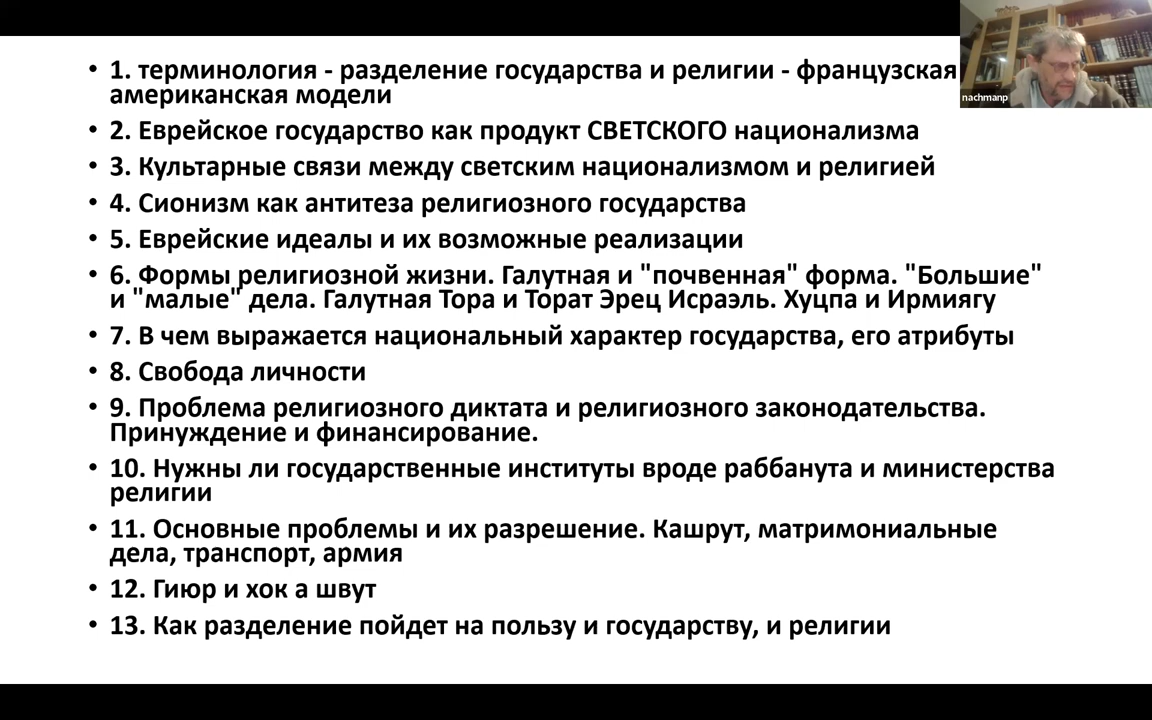 • 1. терминология - разделение государства и религии - французская
американская модели
• 2. Еврейское государство как продукт СВЕТСКОГО национализма
• 3. Культарные связи между светским национализмом и религией
• 4. Сионизм как антитеза религиозного государства
• 5. Еврейские идеалы и их возможные реализации
• 6. Формы религиозной жизни. Галутная и "почвенная" форма. "Большие"
и "малые" дела. Галутная Тора и Торат Эрец Исраэль. Хуцпа и Ирмиягу
• 7. В чем выражается национальный характер государства, его атрибуты
• 8. Свобода личности
• 9. Проблема религиозного диктата и религиозного законодательства.
Принуждение и финансирование.
• 10. Нужны ли государственные институты вроде раббанута и министерства
религии
• 11. Основные проблемы и их разрешение. Кашрут, матримониальные
дела, транспорт, армия
• 12. Гиюр и хок а швут
• 13. Как разделение пойдет на пользу и государству, и религии
nachmanp